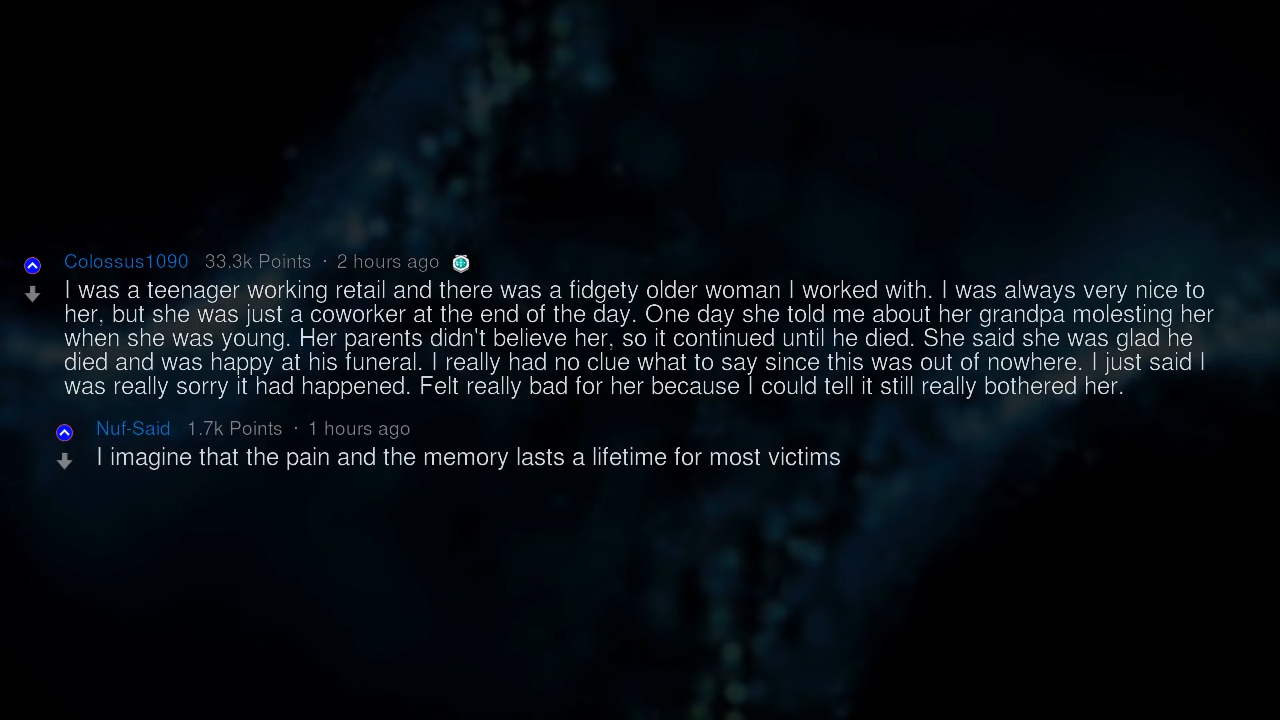 Colossus1090 33.3k Points · 2 hours ago
I was a teenager working retail and there was a fidgety older woman I worked with. I was always very nice to
her, but she was just a coworker at the end of the day. One day she told me about her grandpa molesting her
when she was young. Her parents didn't believe her, so it continued until he died. She said she was glad he
died and was happy at his funeral. I really had no clue what to say since this was out of nowhere. I just said I
was really sorry it had happened. Felt really bad for her because I could tell it still really bothered her.
Nuf-Said 1.7k Points · 1 hours ago
I imagine that the pain and the memory lasts a lifetime for most victims